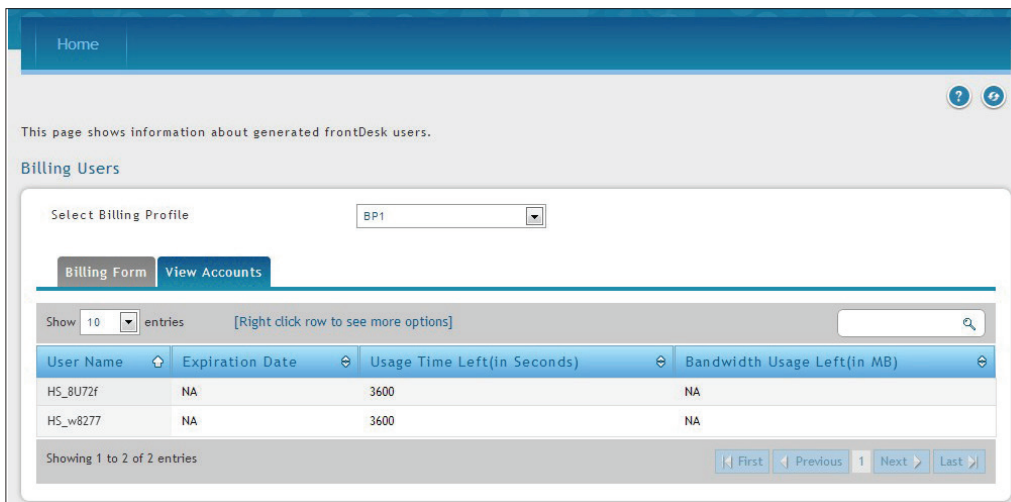 Home
?
This page shows information about generated frontDesk users.
Billing Users
Select Billing Profile BP1
Billing Form View Accounts
Show 10 entries [Right click row to see more options]
User Name Expiration Date Usage Time Left(in Seconds) Bandwidth Usage Left(in MB)
HS_8U72f NA 3600 NA
HS_w8277 NA 3600 NA
Showing 1 to 2 of 2 entries First Previous 1 Next Last